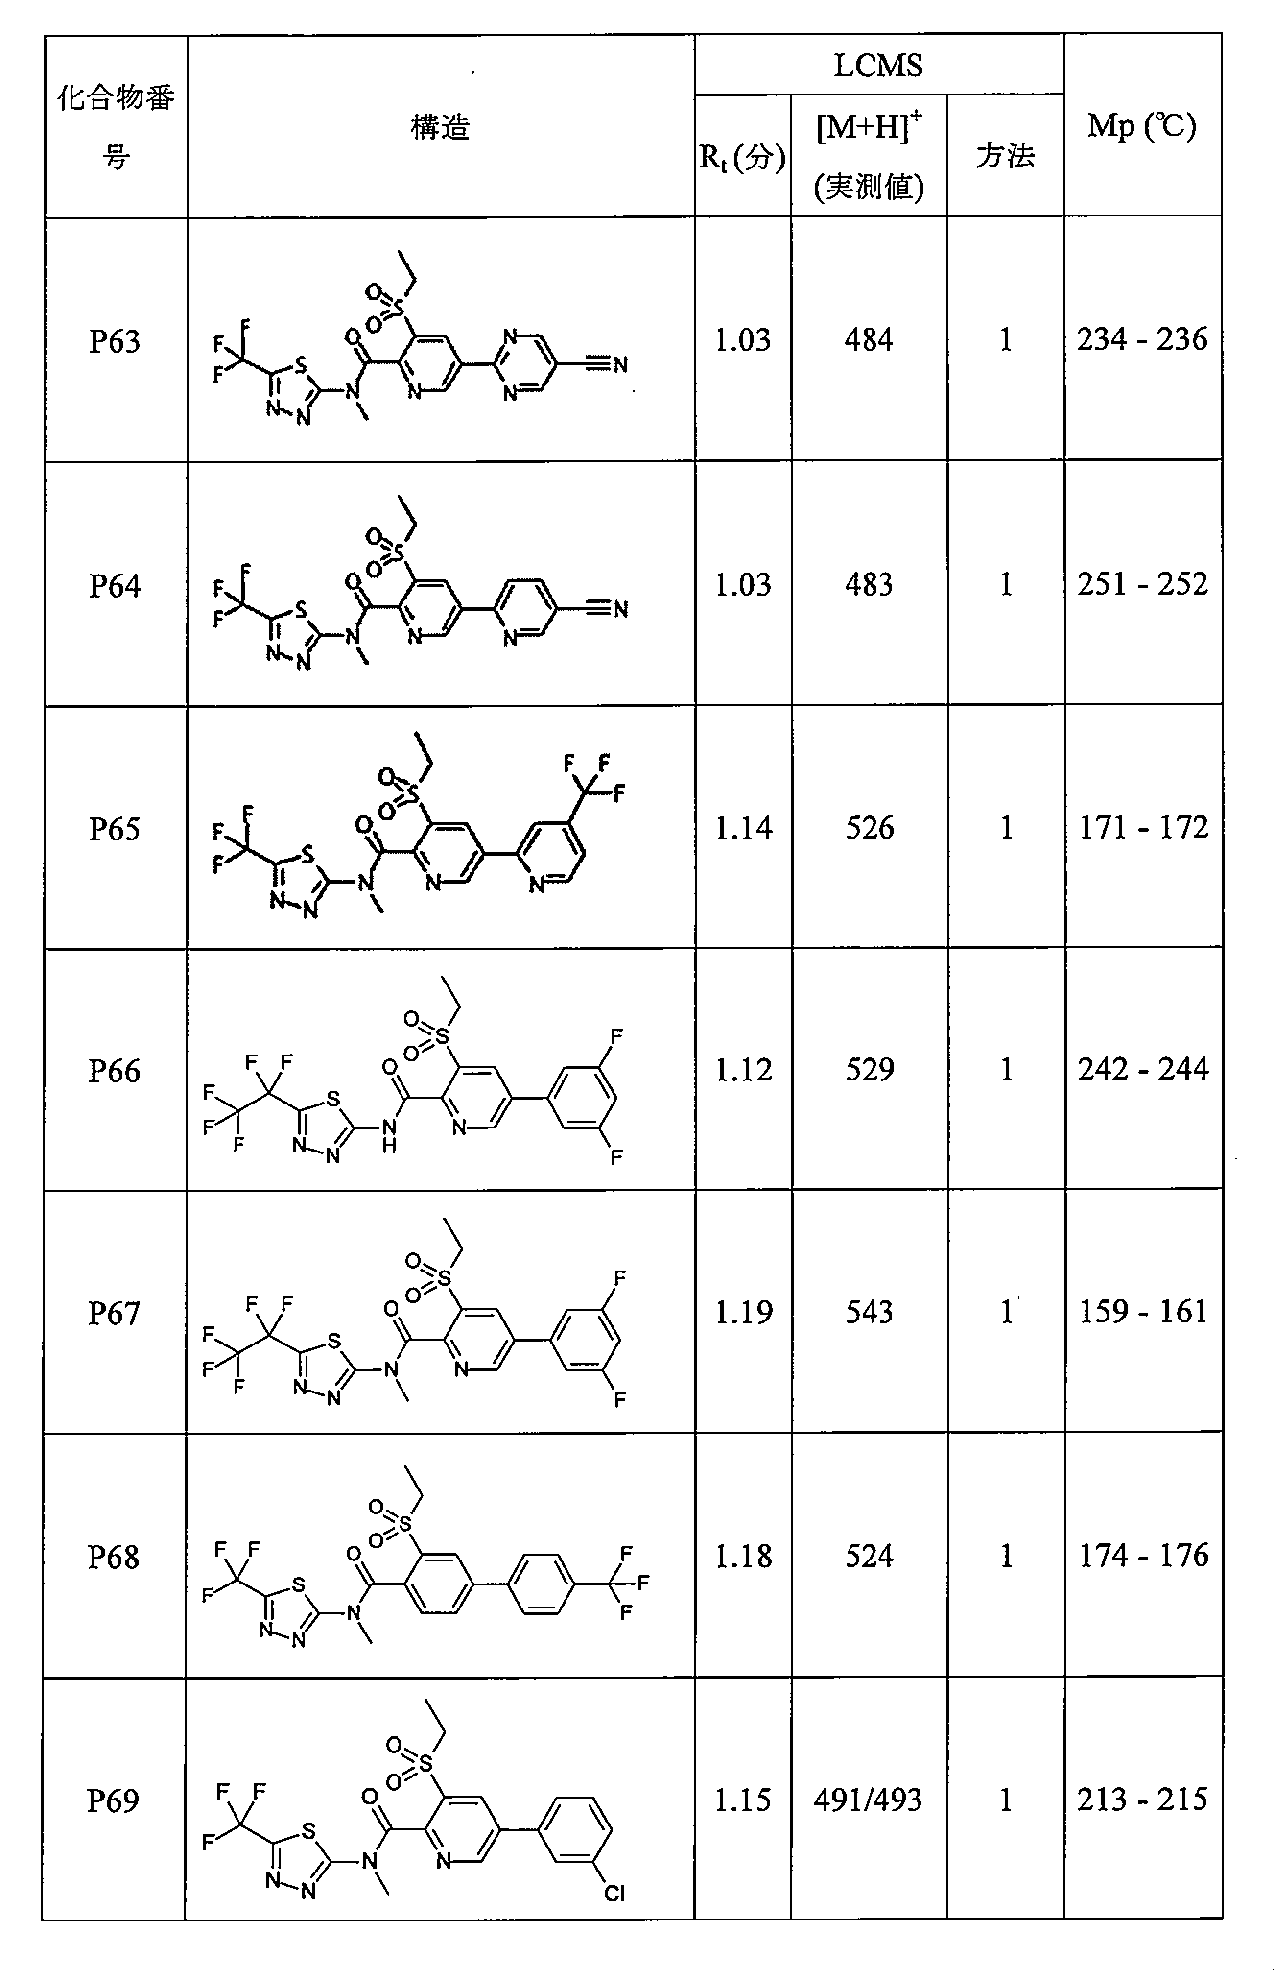 化合物番号
構造
LCMS
Rt (分)
[M+H]+
(実測値)
方法
Mp (℃)
P63
F
F
F
S
N
N
N
O
O
O
S
N
N
N
N
1.03
484
1
234 - 236
P64
F
F
F
S
N
N
N
O
O
O
S
N
N
N
1.03
483
1
251 - 252
P65
F
F
F
S
N
N
N
O
O
O
S
N
N
F
F
F
1.14
526
1
171 - 172
P66
F
F
F
F
F
S
N
N
N
H
O
O
O
S
N
F
F
1.12
529
1
242 - 244
P67
F
F
F
F
F
S
N
N
N
O
O
O
S
N
F
F
1.19
543
1
159 - 161
P68
F
F
F
S
N
N
N
O
O
O
S
F
F
F
1.18
524
1
174 - 176
P69
F
F
F
S
N
N
N
O
O
O
S
N
Cl
1.15
491/493
1
213 - 215